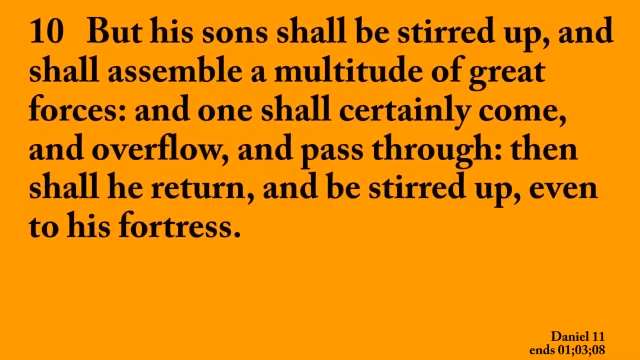 10 But his sons shall be stirred up, and
shall assemble a multitude of great
forces: and one shall certainly come,
and overflow, and pass through: then
shall he return, and be stirred up, even
to his fortress.
Daniel 11
ends 01;03;08